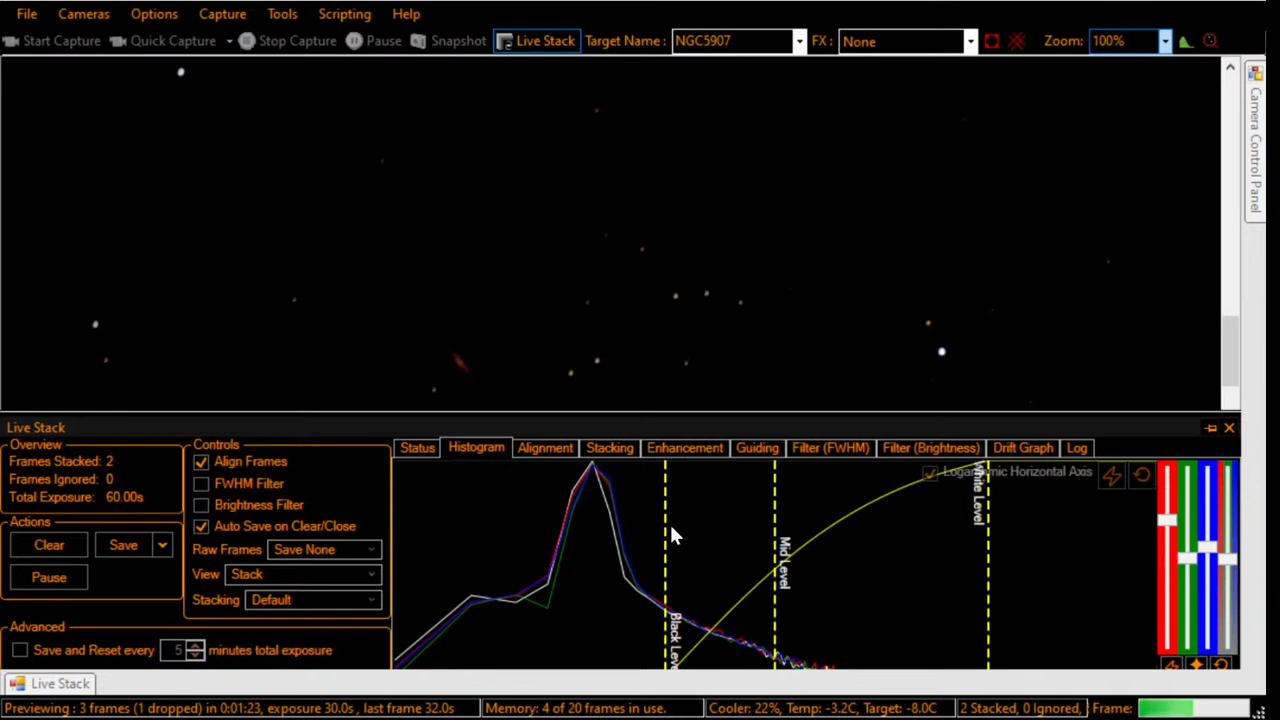 File Cameras Options Capture Tools Scripting Help
Start Capture Quick Capture Stop Capture Pause Snapshot Live Stack Target Name : NGC5907 FX : None Zoom: 100%
Camera Control Panel
Live Stack
Overview
Frames Stacked: 2
Frames Ignored: 0
Total Exposure: 60.00s
Actions
Clear Save
Pause
Controls
Align Frames
FWHM Filter
Brightness Filter
Auto Save on Clear/Close
Raw Frames Save None
View Stack
Stacking Default
Advanced
Save and Reset every 5 minutes total exposure
Status Histogram Alignment Stacking Enhancement Guiding Filter (FWHM) Filter (Brightness) Drift Graph Log
Logarithmic Horizontal Axis
Black Leve
Mid Level
White Level
Live Stack
Previewing : 3 frames (1 dropped) in 0:01:23, exposure 30.0s , last frame 32.0s Memory: 4 of 20 frames in use. Cooler: 22%, Temp: -3.2C, Target: -8.0C 2 Stacked, 0 Ignored, Frame: